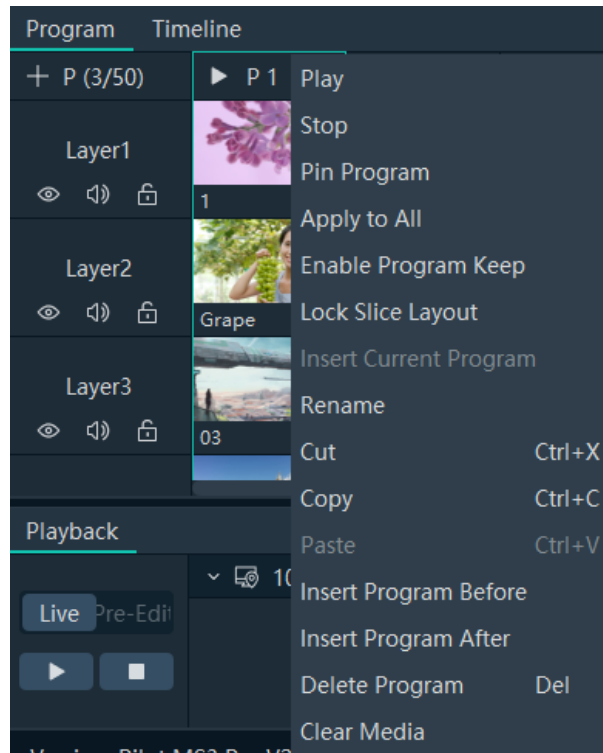 Program Timeline
P (3/50) P 1
Layer1
1
Layer2
Grape
Layer3
03
Play
Stop
Pin Program
Apply to All
Enable Program Keep
Lock Slice Layout
Insert Current Program
Rename
Cut Ctrl+X
Copy Ctrl+C
Paste Ctrl+V
Insert Program Before
Insert Program After
Delete Program Del
Clear Media
Playback
10
Live Pre-Edit